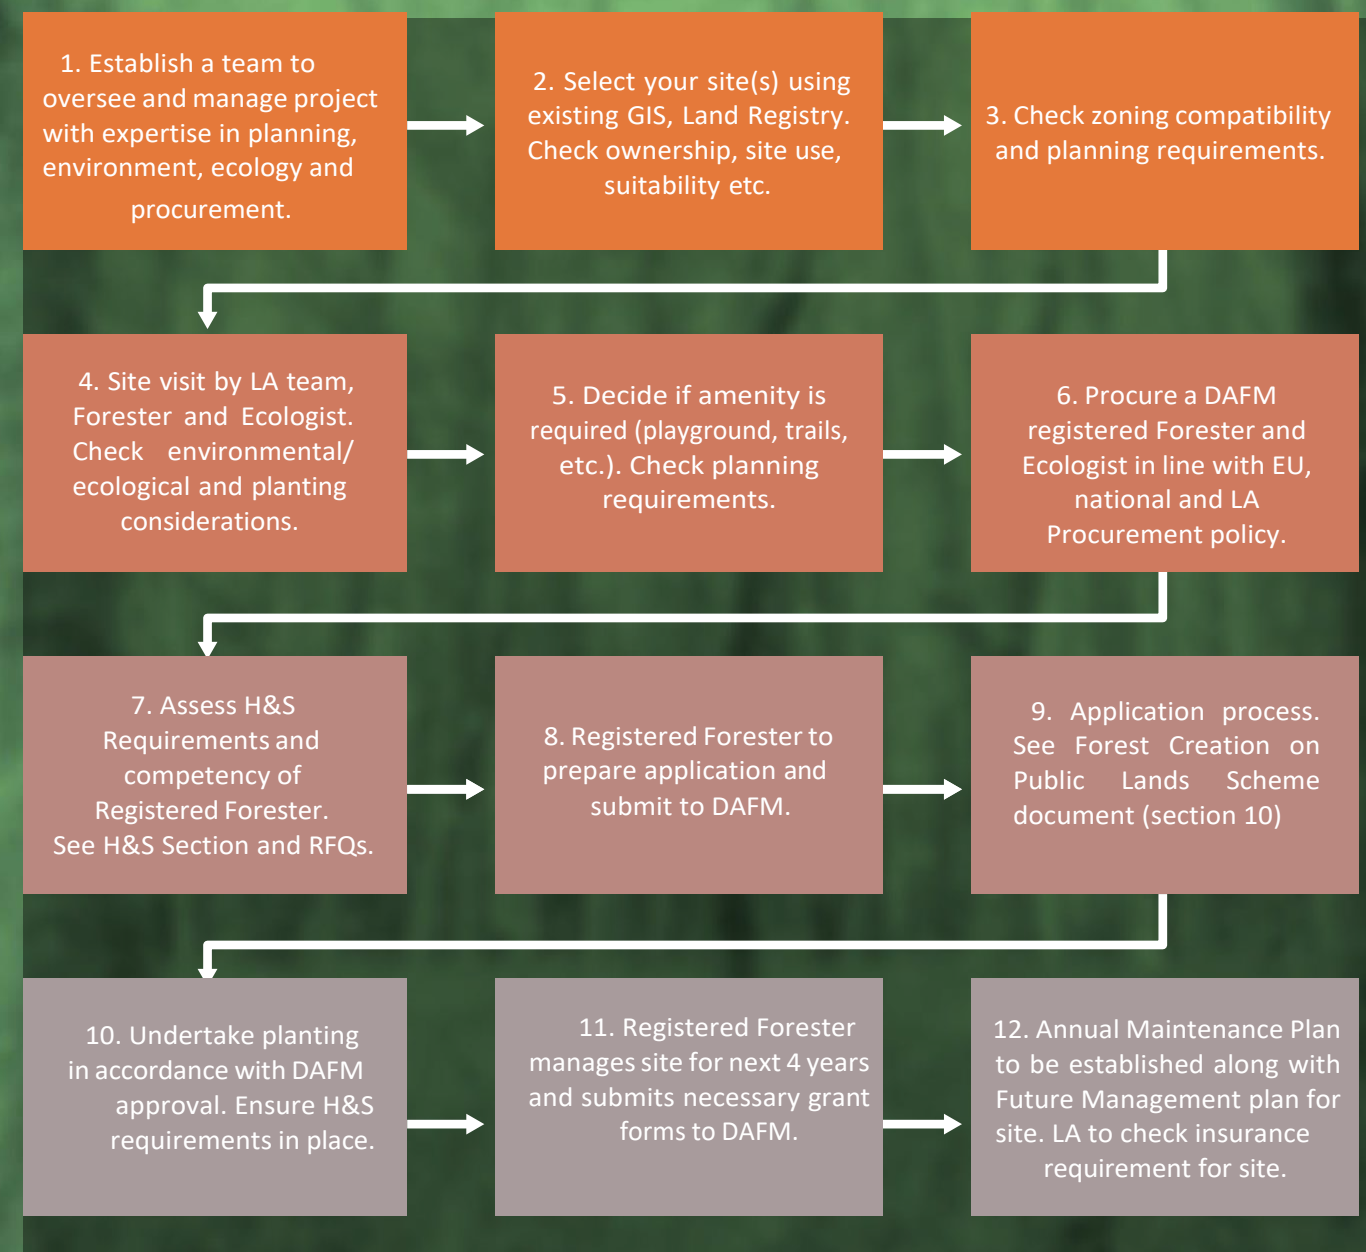 1. Establish a team to
oversee and manage project
with expertise in planning,
environment, ecology and
procurement.
2. Select your site(s) using
existing GIS, Land Registry.
Check ownership, site use,
suitability etc.
3. Check zoning compatibility
and planning requirements.
4. Site visit by LA team,
Forester and Ecologist.
Check environmental/
ecological and planting
considerations.
5. Decide if amenity is
required (playground, trails,
etc.). Check planning
requirements.
6. Procure a DAFM
registered Forester and
Ecologist in line with EU,
national and LA
Procurement policy.
7. Assess H&S
Requirements and
competency of
Registered Forester.
See H&S Section and RFQs.
8. Registered Forester to
prepare application and
submit to DAFM.
9. Application process.
See Forest Creation on
Public Lands Scheme
document (section 10)
10. Undertake planting
in accordance with DAFM
approval. Ensure H&S
requirements in place.
11. Registered Forester
manages site for next 4 years
and submits necessary grant
forms to DAFM.
12. Annual Maintenance Plan
to be established along with
Future Management plan for
site. LA to check insurance
requirement for site.